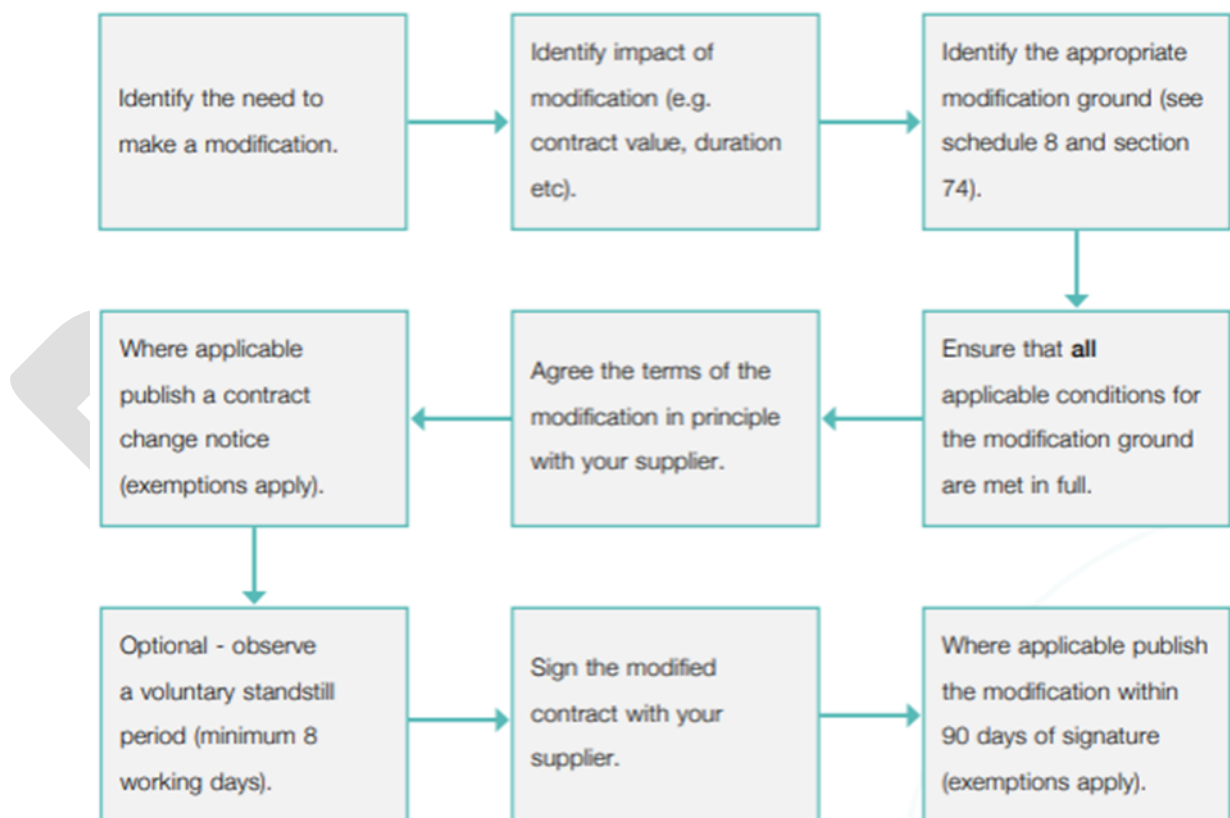 Identify the need to
make a modification.
Identify impact of
modification (e.g.
contract value, duration
etc).
Identify the appropriate
modification ground (see
schedule 8 and section
74).
Ensure that all
applicable conditions for
the modification ground
are met in full.
Agree the terms of the
modification in principle
with your supplier.
Where applicable
publish a contract
change notice
(exemptions apply).
Optional - observe
a voluntary standstill
period (minimum 8
working days).
Sign the modified
contract with your
supplier.
Where applicable publish
the modification within
90 days of signature
(exemptions apply).